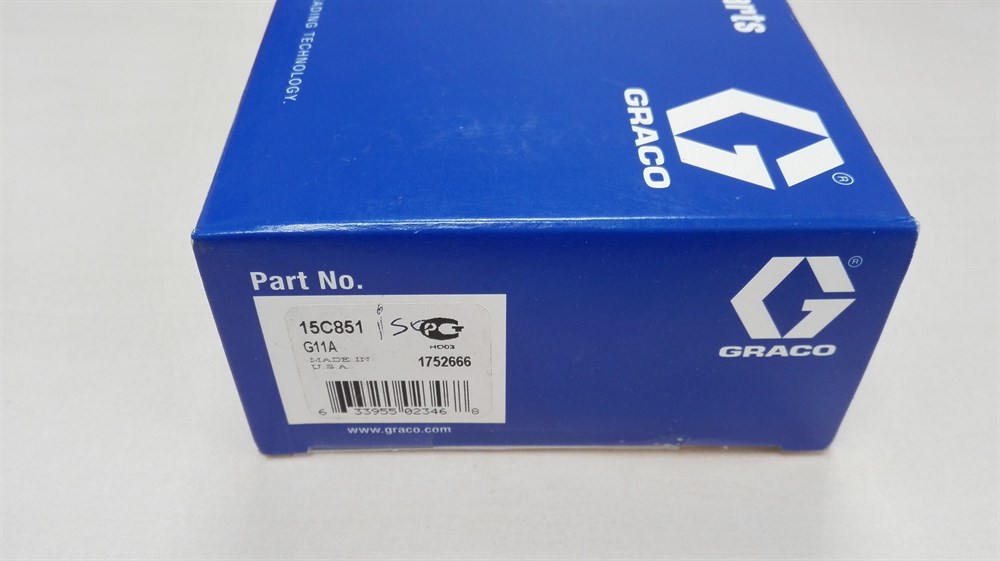 ADING TECHNOLOGY.
arts
GRACO
®
Part No.
15C851
G11A
MADE IN
U.S.A.
HO03
1752666
6 33955 02346 8
www.graco.com
®
GRACO